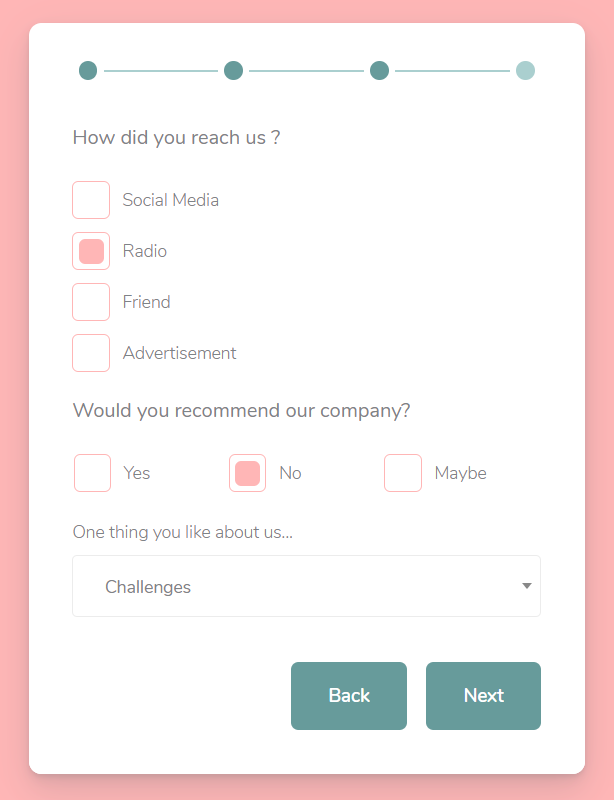 How did you reach us ?
Social Media
Radio
Friend
Advertisement
Would you recommend our company?
Yes No Maybe
One thing you like about us...
Challenges
Back Next